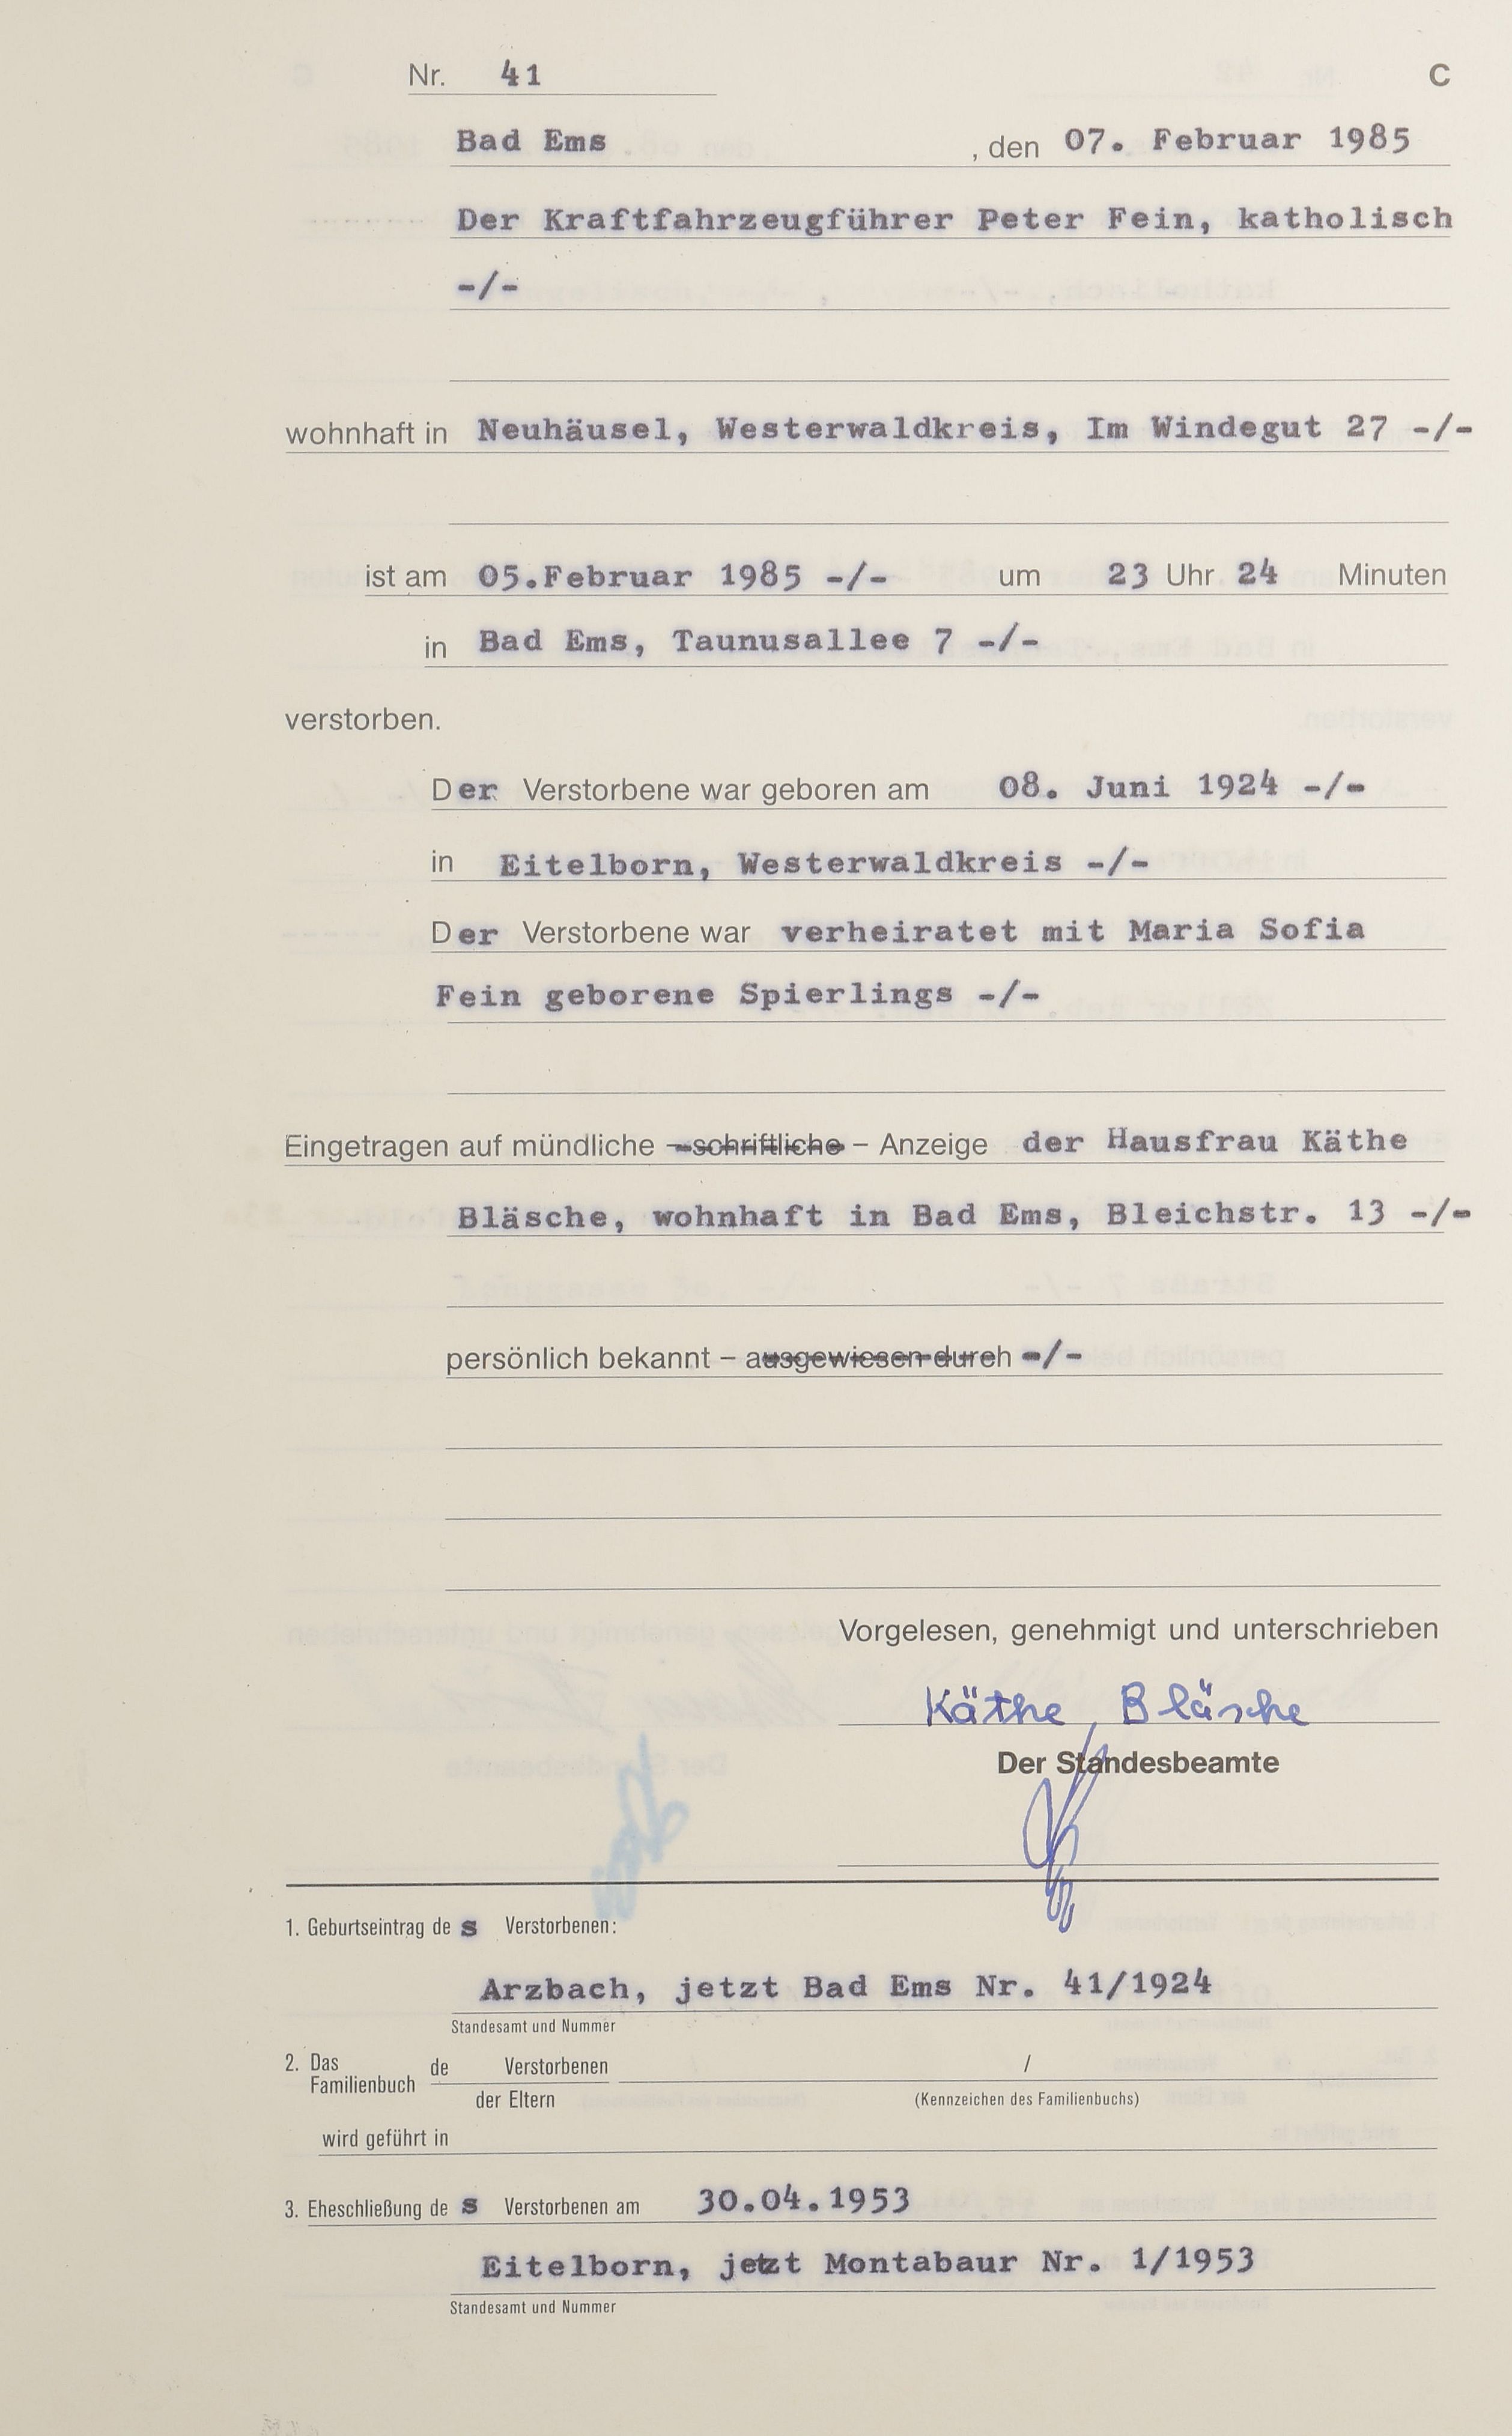 Nr. 41 C
Bad Ems , den 07. Februar 1985
Der Kraftfahrzeugführer Peter Fein, katholisch
-/-
wohnhaft in Neuhäusel, Westerwaldkreis, Im Windegut 27 -/-
ist am 05.Februar 1985 -/- um 23 Uhr 24 Minuten
in Bad Ems, Taunusallee 7 -/-
verstorben.
Der Verstorbene war geboren am 08. Juni 1924 -/-
in Eitelborn, Westerwaldkreis -/-
Der Verstorbene war verheiratet mit Maria Sofia
Fein geborene Spierlings -/-
Eingetragen auf mündliche – schriftliche – Anzeige der Hausfrau Käthe
Bläsche, wohnhaft in Bad Ems, Bleichstr. 13 -/-
persönlich bekannt – ausgewiesen durch -/-
Vorgelesen, genehmigt und unterschrieben
Käthe Bläsche
Der Standesbeamte
1. Geburtseintrag des Verstorbenen:
Arzbach, jetzt Bad Ems Nr. 41/1924
Standesamt und Nummer
2. Das Familienbuch de Verstorbenen /
der Eltern (Kennzeichen des Familienbuchs)
wird geführt in
3. Eheschließung des Verstorbenen am 30.04.1953
Eitelborn, jetzt Montabaur Nr. 1/1953
Standesamt und Nummer